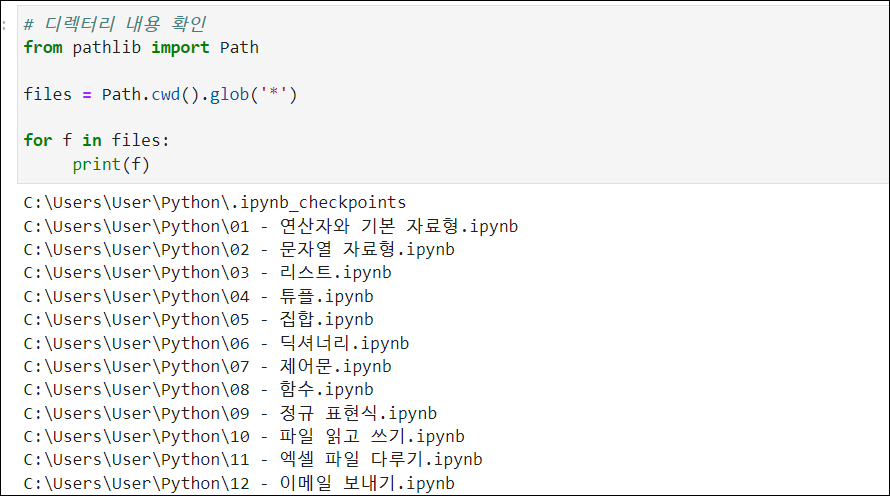 # 디렉터리 내용 확인
from pathlib import Path
files = Path.cwd().glob('*')
for f in files:
     print(f)
C:\Users\User\Python\.ipynb_checkpoints
C:\Users\User\Python\01 - 연산자와 기본 자료형.ipynb
C:\Users\User\Python\02 - 문자열 자료형.ipynb
C:\Users\User\Python\03 - 리스트.ipynb
C:\Users\User\Python\04 - 튜플.ipynb
C:\Users\User\Python\05 - 집합.ipynb
C:\Users\User\Python\06 - 딕셔너리.ipynb
C:\Users\User\Python\07 - 제어문.ipynb
C:\Users\User\Python\08 - 함수.ipynb
C:\Users\User\Python\09 - 정규 표현식.ipynb
C:\Users\User\Python\10 - 파일 읽고 쓰기.ipynb
C:\Users\User\Python\11 - 엑셀 파일 다루기.ipynb
C:\Users\User\Python\12 - 이메일 보내기.ipynb